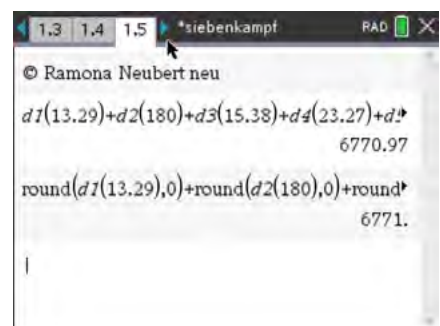 1.3 1.4 1.5 *siebenkampf RAD
© Ramona Neubert neu
d1(13.29)+d2(180)+d3(15.38)+d4(23.27)+d5
6770.97
round(d1(13.29),0)+round(d2(180),0)+round
6771.